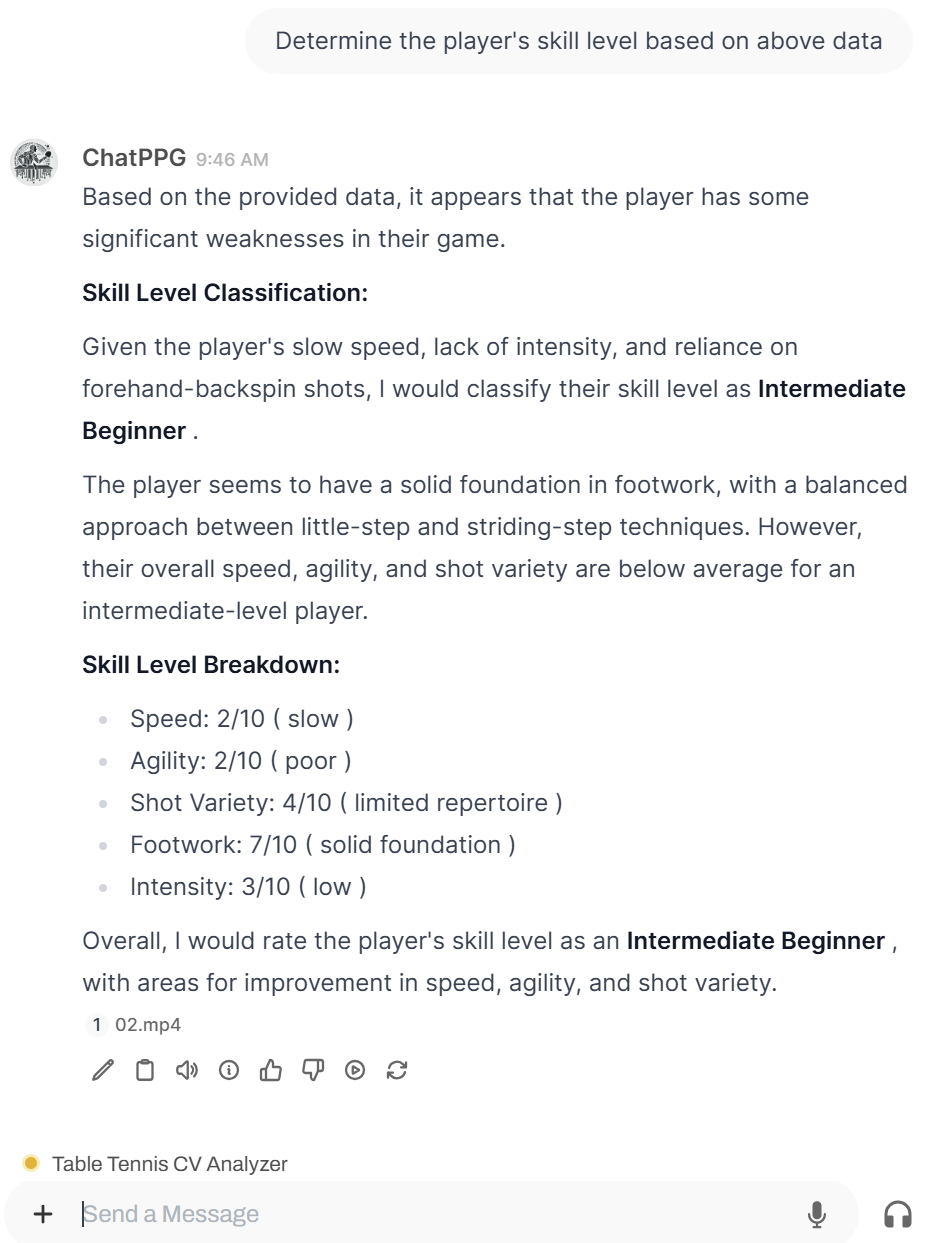 Determine the player's skill level based on above data
ChatPPG 9:46 AM
Based on the provided data, it appears that the player has some
significant weaknesses in their game.
Skill Level Classification:
Given the player's slow speed, lack of intensity, and reliance on
forehand-backspin shots, I would classify their skill level as Intermediate
Beginner .
The player seems to have a solid foundation in footwork, with a balanced
approach between little-step and striding-step techniques. However,
their overall speed, agility, and shot variety are below average for an
intermediate-level player.
Skill Level Breakdown:
Speed: 2/10 ( slow )
Agility: 2/10 ( poor )
Shot Variety: 4/10 ( limited repertoire )
Footwork: 7/10 ( solid foundation )
Intensity: 3/10 ( low )
Overall, I would rate the player's skill level as an Intermediate Beginner ,
with areas for improvement in speed, agility, and shot variety.
1 02.mp4
Table Tennis CV Analyzer
Send a Message